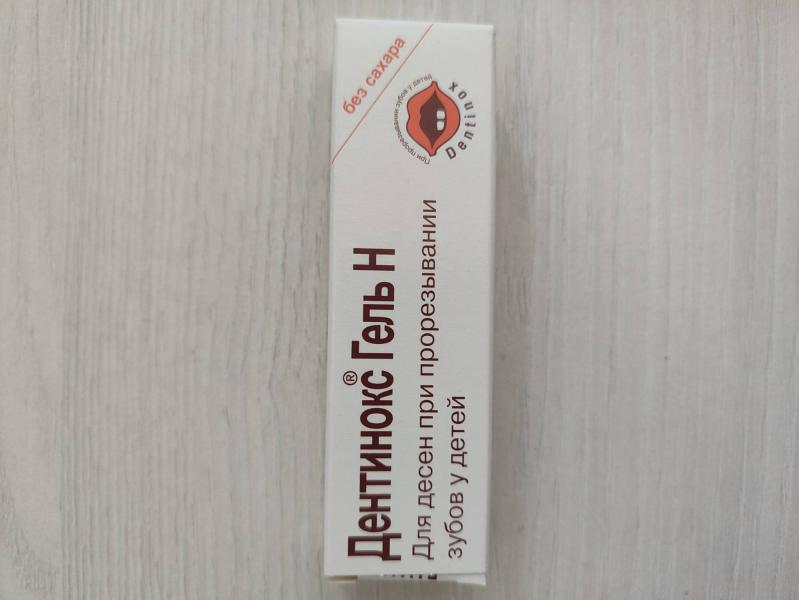 без сахара
При прорезывании зубов у детей
Dentinox
Дентинокс® Гель Н
Для десен при прорезывании
зубов у детей